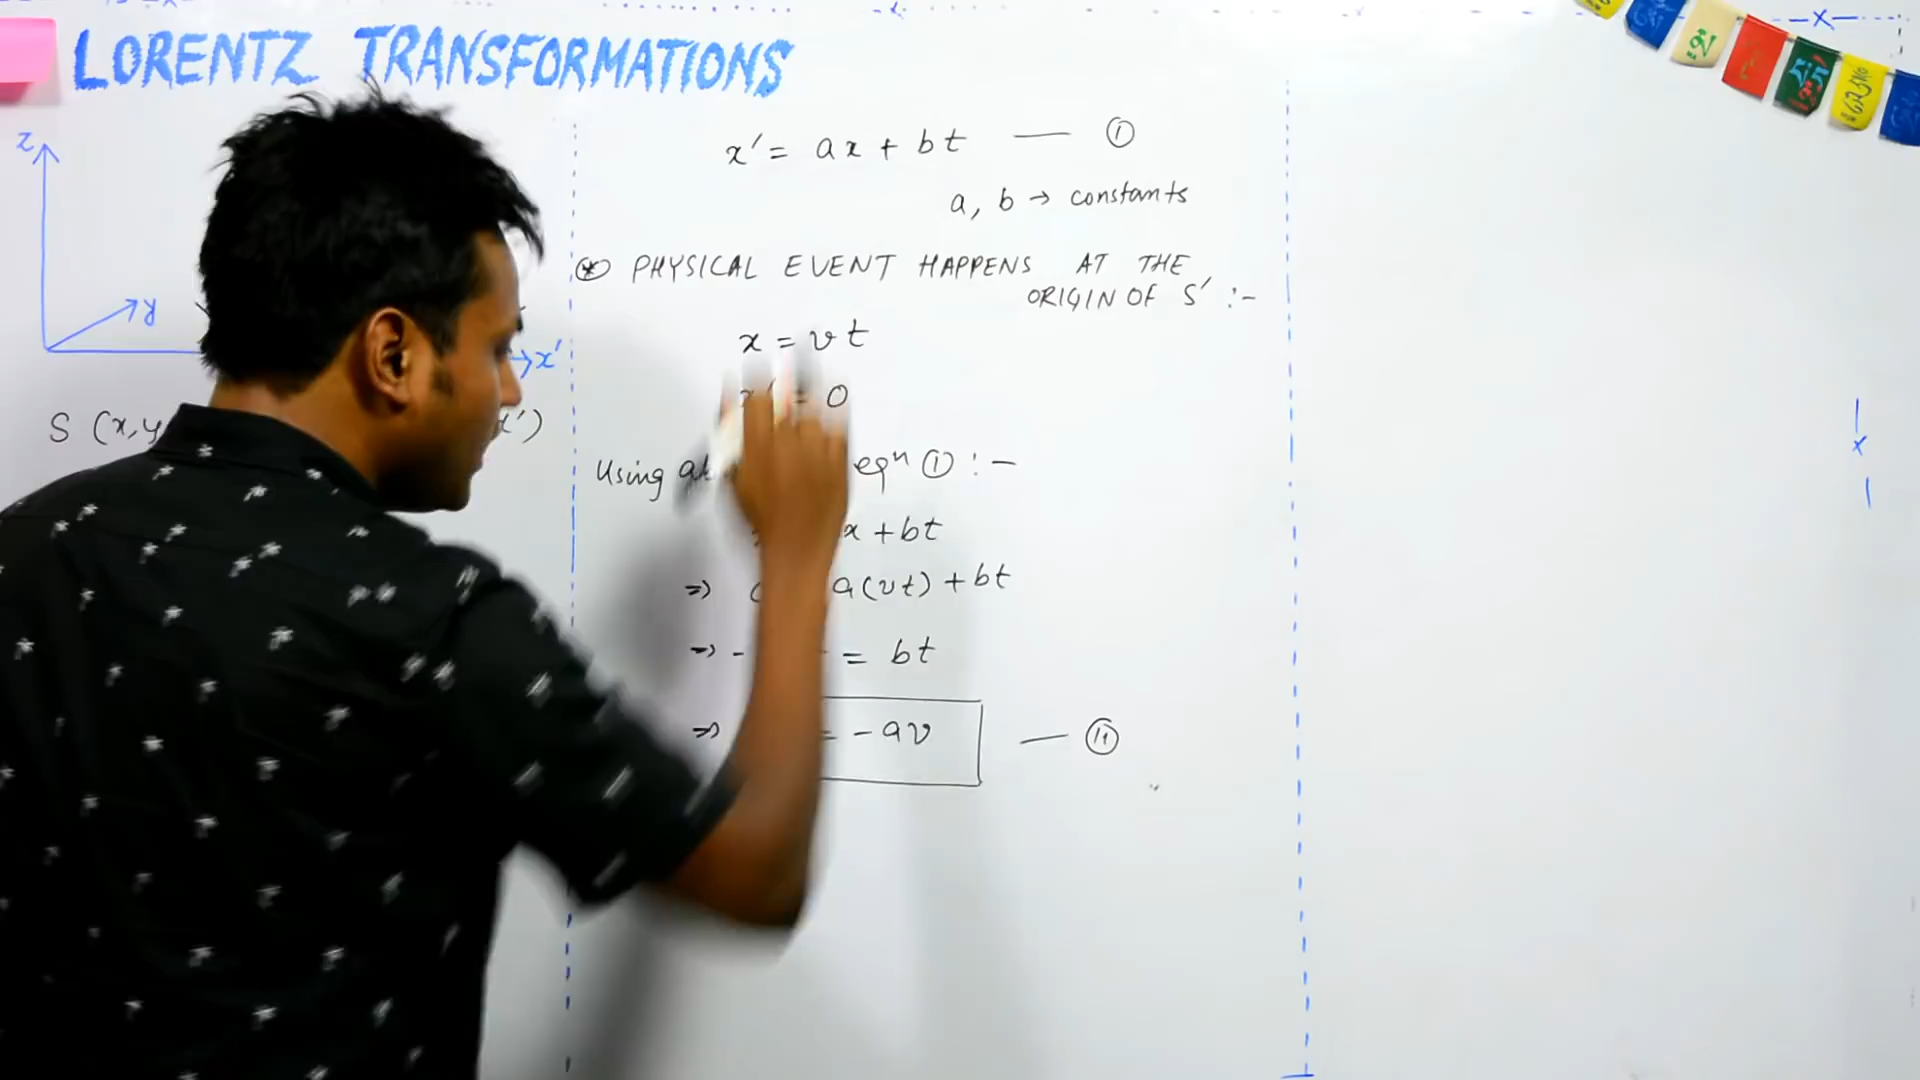 LORENTZ TRANSFORMATIONS
z
y
x'
S (x,y
t')
x' = ax + bt — ①
a, b → constants
⊛ PHYSICAL EVENT HAPPENS AT THE
ORIGIN OF S' :-
x = vt
x' = 0
Using eqⁿ ① :-
x + bt
=> a(vt) + bt
=> - = bt
=> = -av — ⑪
x
x